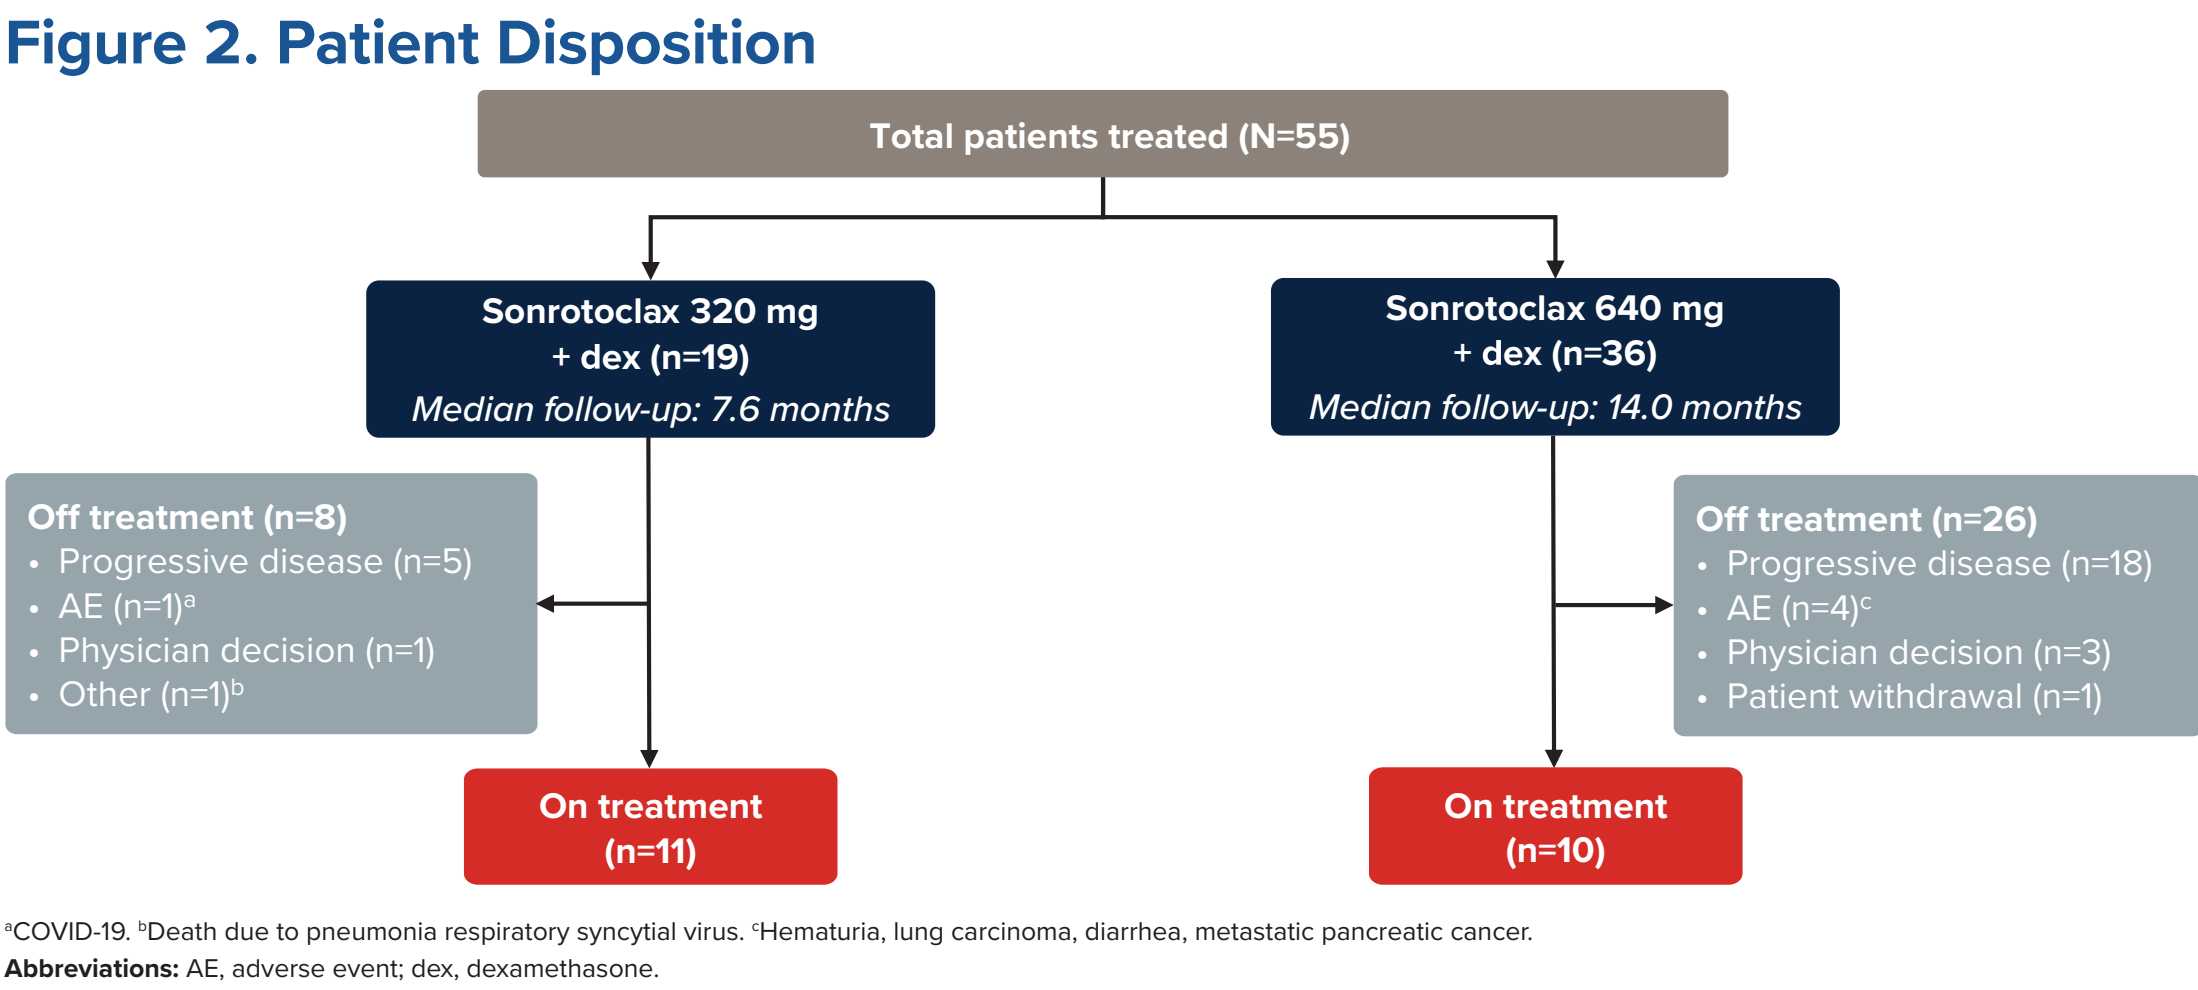 Figure 2. Patient Disposition
Total patients treated (N=55)
Sonrotoclax 320 mg
+ dex (n=19)
Median follow-up: 7.6 months
Sonrotoclax 640 mg
+ dex (n=36)
Median follow-up: 14.0 months
Off treatment (n=8)
• Progressive disease (n=5)
• AE (n=1)ᵃ
• Physician decision (n=1)
• Other (n=1)ᵇ
Off treatment (n=26)
• Progressive disease (n=18)
• AE (n=4)ᶜ
• Physician decision (n=3)
• Patient withdrawal (n=1)
On treatment
(n=11)
On treatment
(n=10)
ᵃCOVID-19. ᵇDeath due to pneumonia respiratory syncytial virus. ᶜHematuria, lung carcinoma, diarrhea, metastatic pancreatic cancer.
Abbreviations: AE, adverse event; dex, dexamethasone.